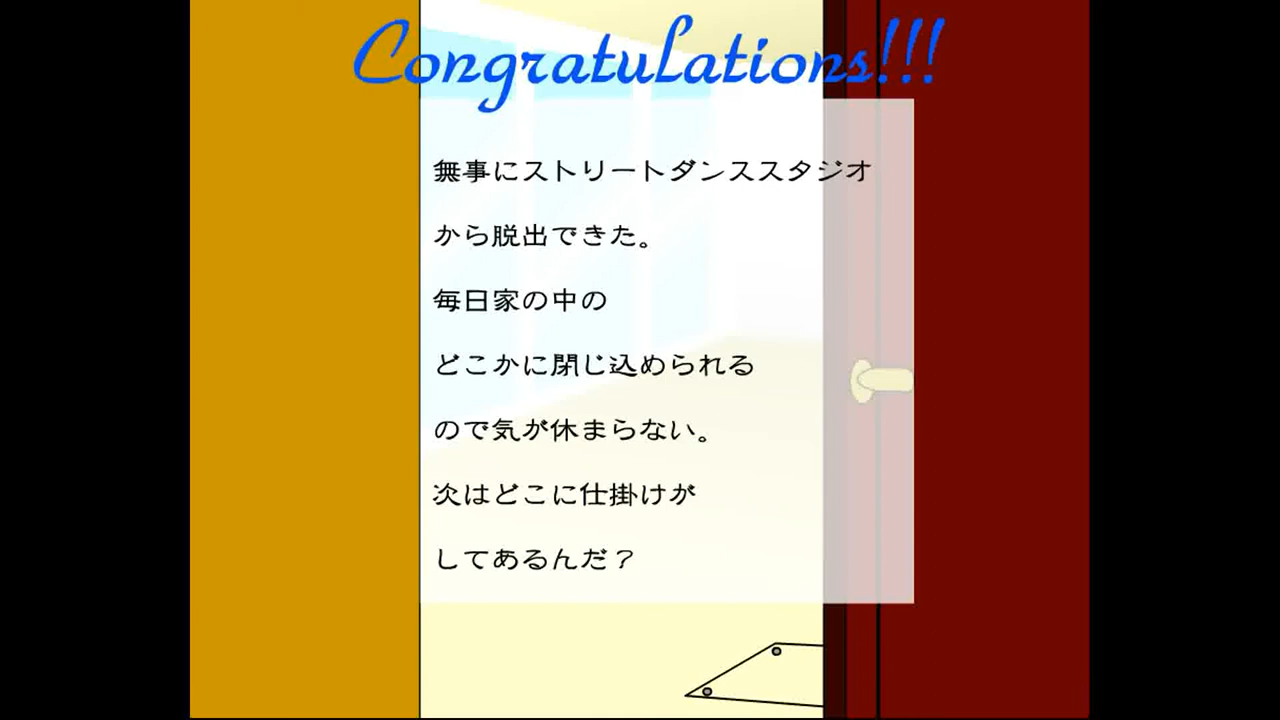 Congratulations!!!
無事にストリートダンススタジオ
から脱出できた。
毎日家の中の
どこかに閉じ込められる
ので気が休まらない。
次はどこに仕掛けが
してあるんだ？